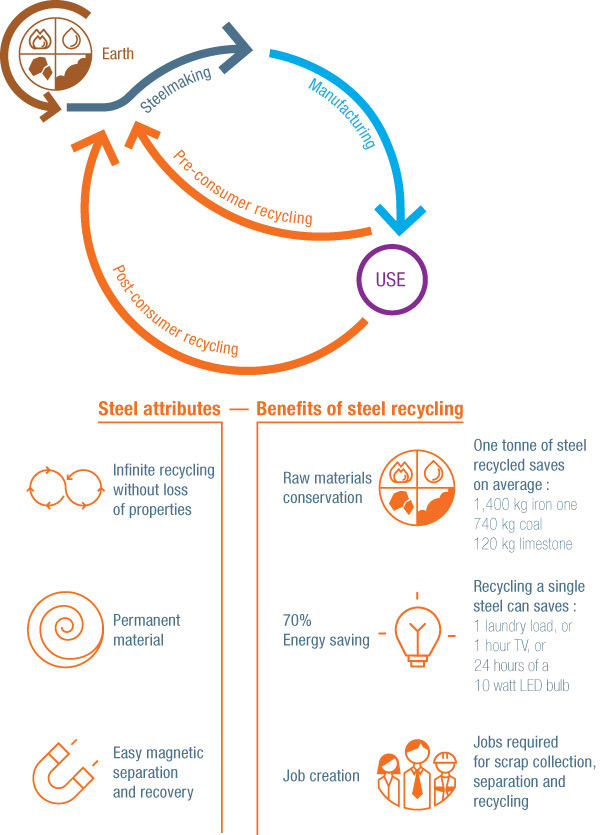 Earth
Steelmaking
Manufacturing
Pre-consumer recycling
USE
Post-consumer recycling
Steel attributes — Benefits of steel recycling
Infinite recycling
without loss
of properties
Raw materials
conservation
One tonne of steel
recycled saves
on average :
1,400 kg iron one
740 kg coal
120 kg limestone
Permanent
material
70%
Energy saving
Recycling a single
steel can saves :
1 laundry load, or
1 hour TV, or
24 hours of a
10 watt LED bulb
Easy magnetic
separation
and recovery
Job creation
Jobs required
for scrap collection,
separation and
recycling